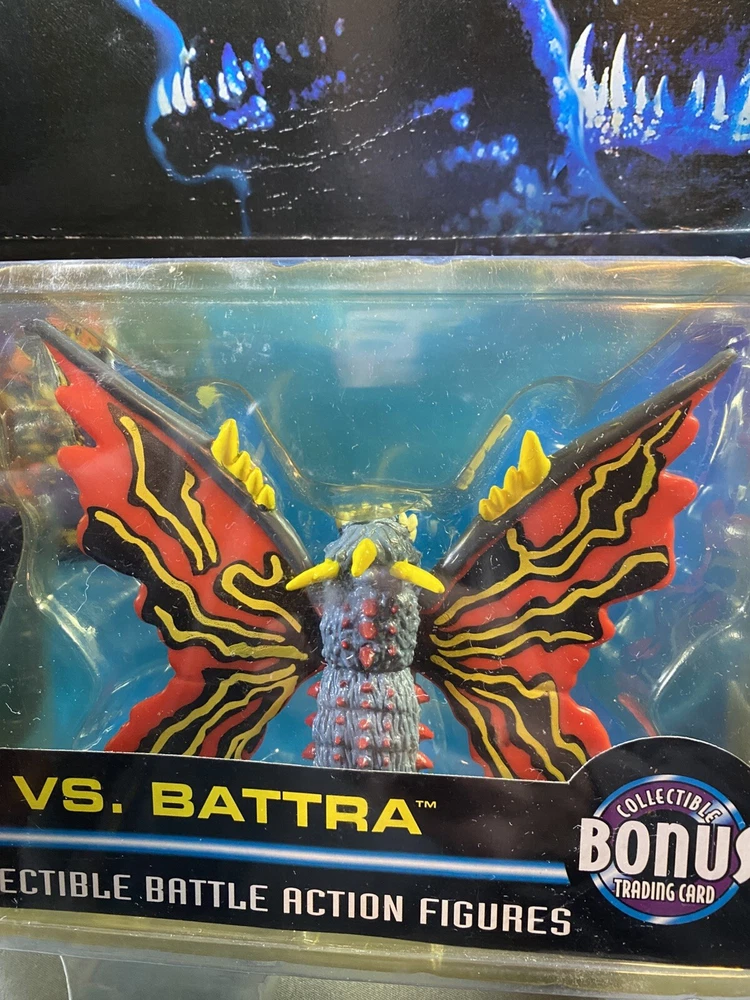 VS. BATTRA™
ECTIBLE BATTLE ACTION FIGURES
COLLECTIBLE
BONUS
TRADING CARD